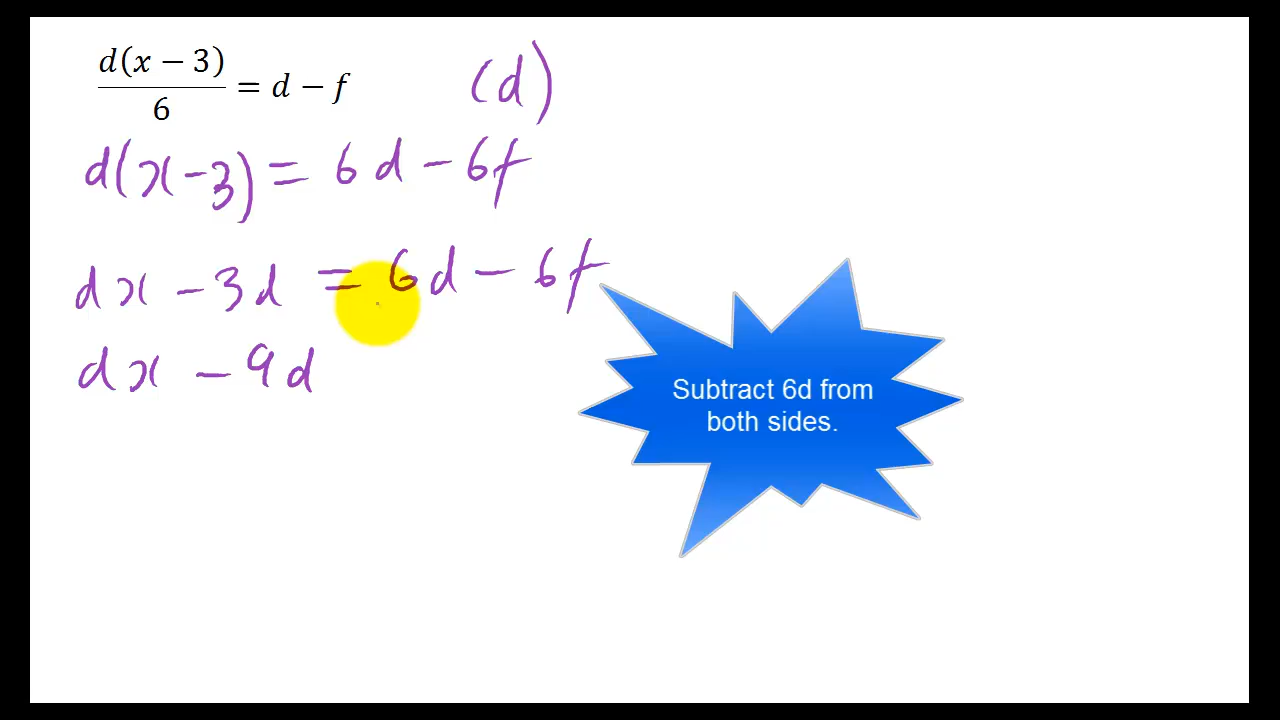 d(x − 3)/6 = d − f (d)
d(x - 3) = 6d - 6f
dx - 3d = 6d - 6f
dx - 9d
Subtract 6d from
both sides.